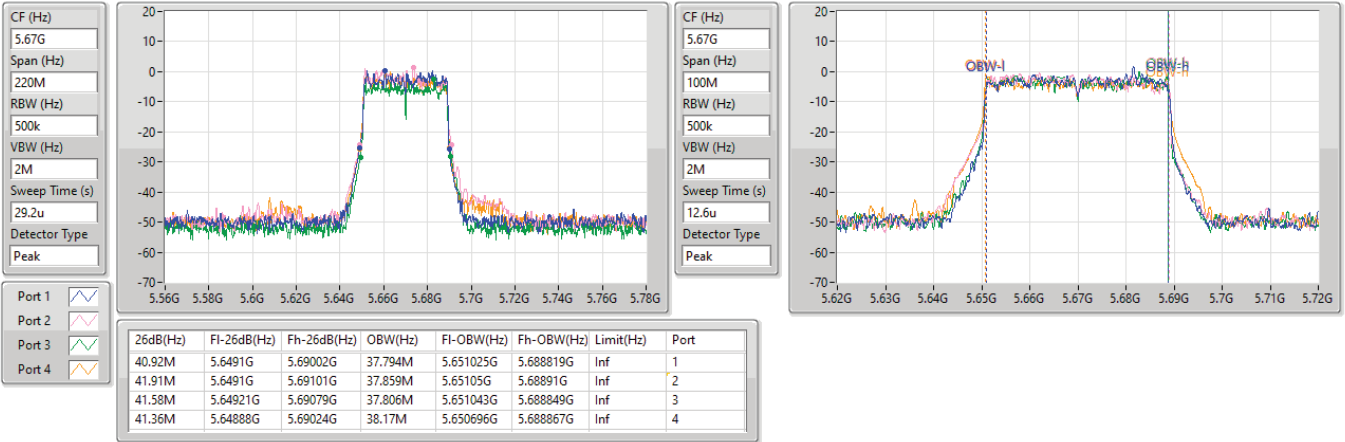 CF (Hz)
5.67G
Span (Hz)
220M
RBW (Hz)
500k
VBW (Hz)
2M
Sweep Time (s)
29.2u
Detector Type
Peak
20
10
0
-10
-20
-30
-40
-50
-60
-70
5.56G 5.58G 5.6G 5.62G 5.64G 5.66G 5.68G 5.70G 5.72G 5.74G 5.76G 5.78G
CF (Hz)
5.67G
Span (Hz)
100M
RBW (Hz)
500k
VBW (Hz)
2M
Sweep Time (s)
12.6u
Detector Type
Peak
20
10
0
-10
-20
-30
-40
-50
-60
-70
OBW-l OBW-h
5.62G 5.63G 5.64G 5.65G 5.66G 5.67G 5.68G 5.69G 5.7G 5.71G 5.72G
Port 1
Port 2
Port 3
Port 4
26dB(Hz) Fl-26dB(Hz) Fh-26dB(Hz) OBW(Hz) Fl-OBW(Hz) Fh-OBW(Hz) Limit(Hz) Port
40.92M 5.6491G 5.69002G 37.794M 5.651025G 5.688819G Inf 1
41.91M 5.6491G 5.69101G 37.859M 5.65105G 5.68891G Inf 2
41.58M 5.64921G 5.69079G 37.806M 5.651043G 5.688849G Inf 3
41.36M 5.64888G 5.69024G 38.17M 5.650696G 5.688867G Inf 4